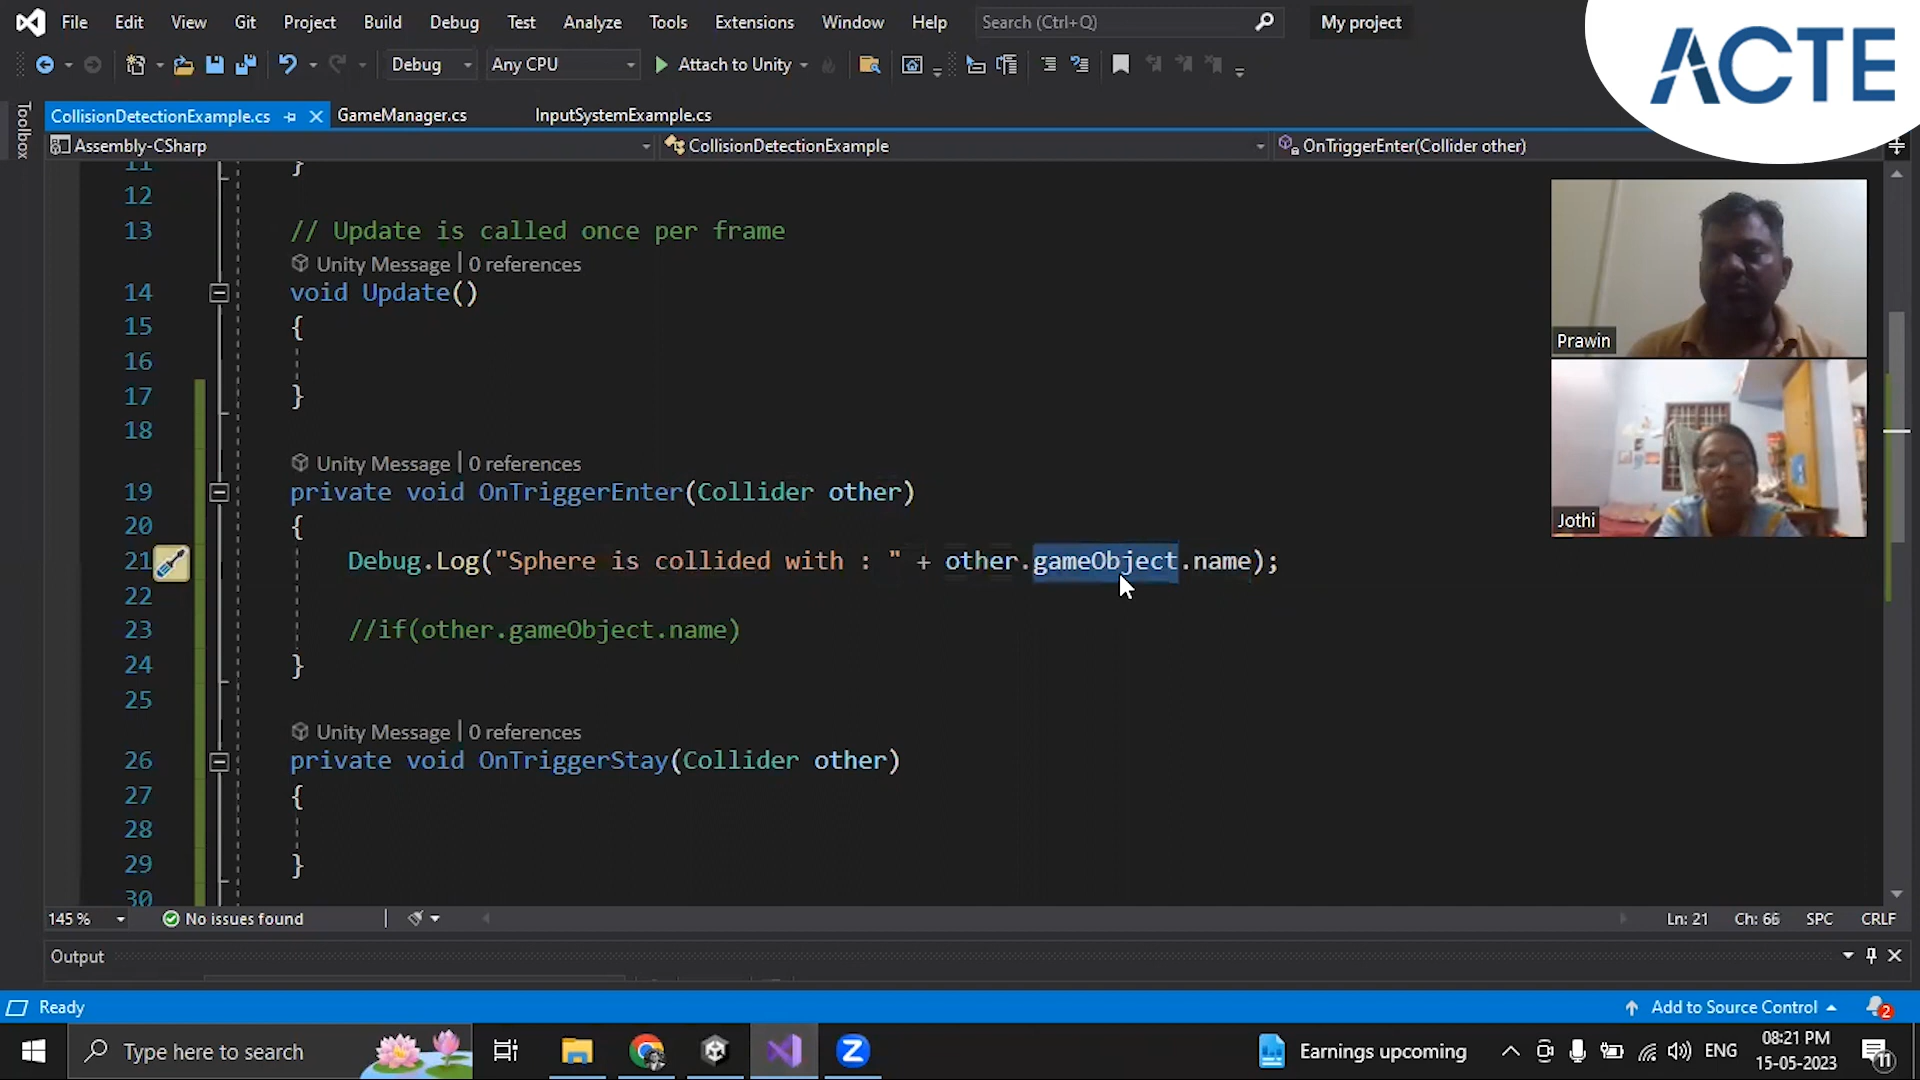 File Edit View Git Project Build Debug Test Analyze Tools Extensions Window Help Search (Ctrl+Q) My project
ACTE
Debug Any CPU Attach to Unity
Toolbox
CollisionDetectionExample.cs GameManager.cs InputSystemExample.cs
Assembly-CSharp CollisionDetectionExample OnTriggerEnter(Collider other)
11 }
12
13 // Update is called once per frame
Unity Message | 0 references
14 void Update()
15 {
16
17 }
18
Unity Message | 0 references
19 private void OnTriggerEnter(Collider other)
20 {
21 Debug.Log("Sphere is collided with : " + other.gameObject.name);
22
23 //if(other.gameObject.name)
24 }
25
Unity Message | 0 references
26 private void OnTriggerStay(Collider other)
27 {
28
29 }
30
Prawin
Jothi
145 % No issues found Ln: 21 Ch: 66 SPC CRLF
Output
Ready Add to Source Control 2
Type here to search Earnings upcoming ENG 08:21 PM
15-05-2023 11